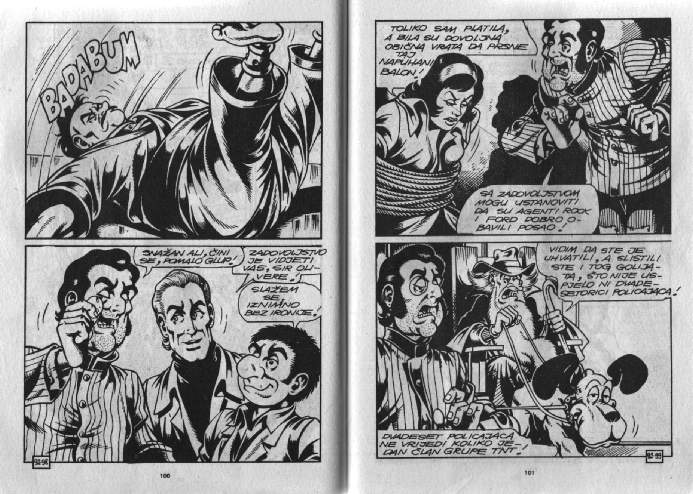 BADABUM
SNAŽAN ALI, ČINI
SE, POMALO GLUP!
ZADOVOLJSTVO
JE VIDJETI
VAS, SIR OLI-
VERE!
SLAŽEM
SE,
IZNIMNO
BEZ IRONIJE!
100
TOLIKO SAM PLATILA,
A BILA SU DOVOLJNA
OBIČNA VRATA DA PRSNE
TAJ
NAPUHANI
BALON!
SA ZADOVOLJSTVOM
MOGU USTANOVITI
DA SU AGENTI ROCK
I FORD DOBRO O-
BAVILI POSAO.
VIDIM DA STE JE
UHVATILI, A SLISTILI
STE I TOG GOLIJA-
TA, ŠTO NIJE US-
PJELO NI DVADE-
SETORICI POLICAJACA!
DVADESET POLICAJACA
NE VRIJEDI KOLIKO JE-
DAN ČLAN GRUPE TNT!
101